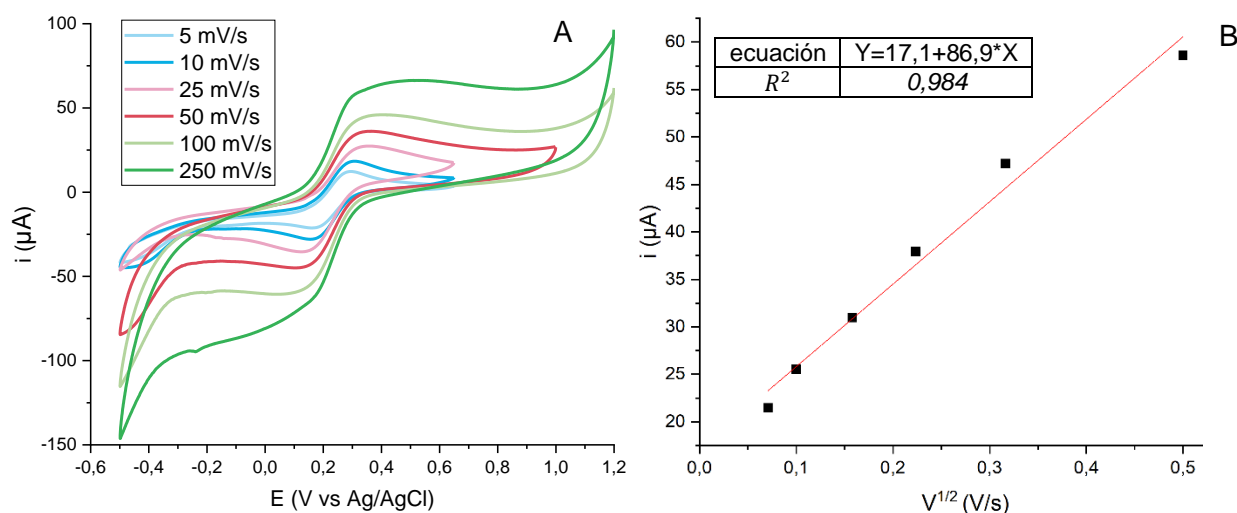 A
5 mV/s
10 mV/s
25 mV/s
50 mV/s
100 mV/s
250 mV/s
100
50
0
-50
-100
-150
i (µA)
-0,6 -0,4 -0,2 0,0 0,2 0,4 0,6 0,8 1,0 1,2
E (V vs Ag/AgCl)
B
ecuación Y=17,1+86,9*X
R² 0,984
60
55
50
45
40
35
30
25
20
i (µA)
0,0 0,1 0,2 0,3 0,4 0,5
V^1/2 (V/s)